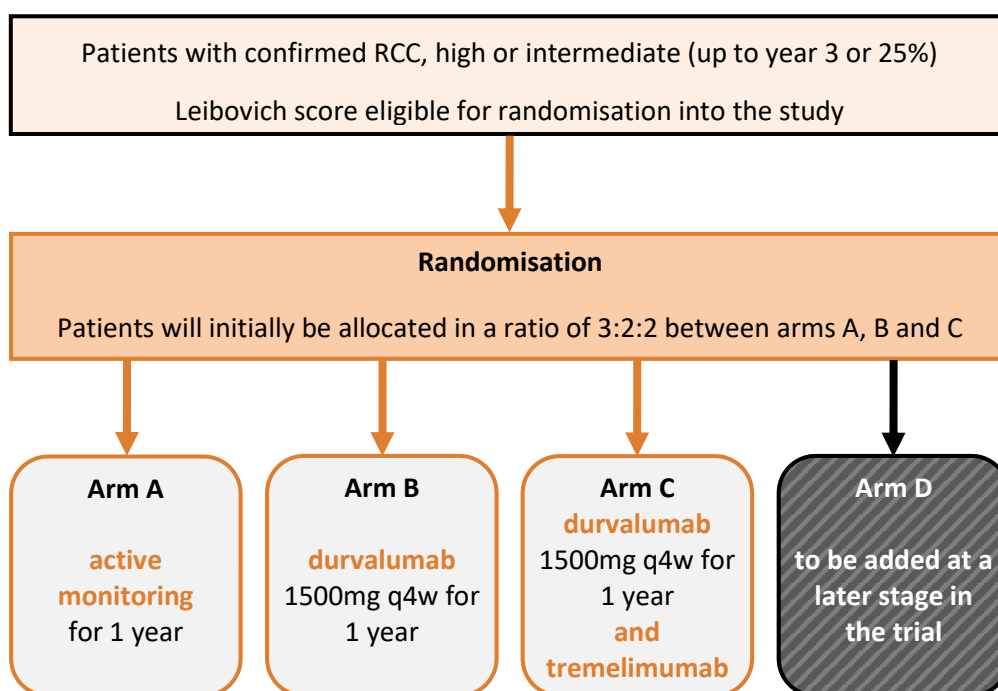 Patients with confirmed RCC, high or intermediate (up to year 3 or 25%)
Leibovich score eligible for randomisation into the study
Randomisation
Patients will initially be allocated in a ratio of 3:2:2 between arms A, B and C
Arm A
active
monitoring
for 1 year
Arm B
durvalumab
1500mg q4w for
1 year
Arm C
durvalumab
1500mg q4w for
1 year
and
tremelimumab
Arm D
to be added at a
later stage in
the trial